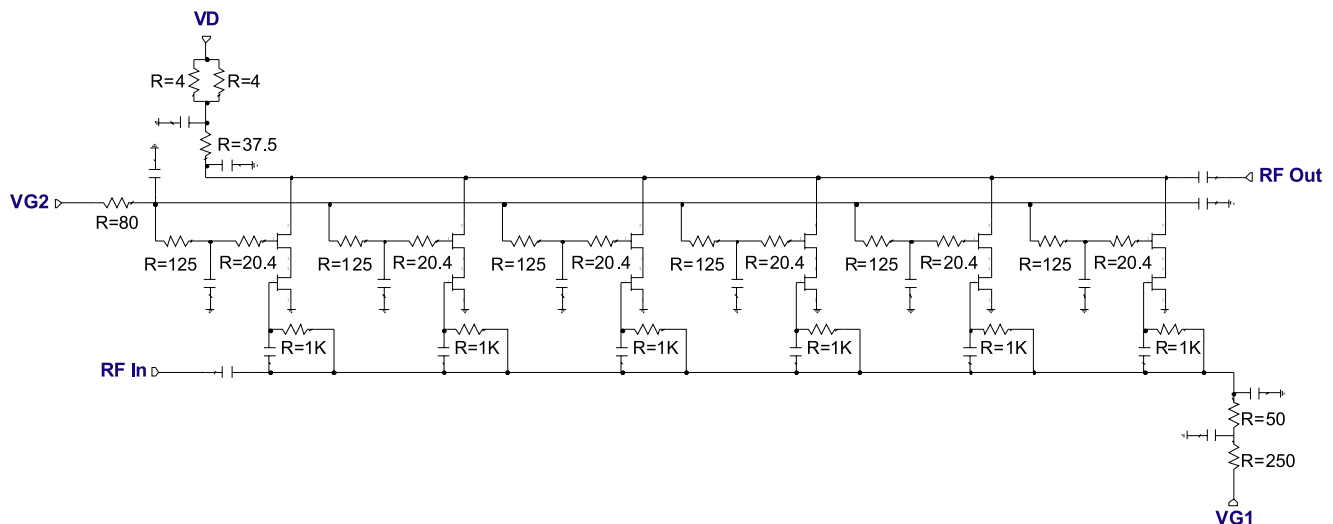 VD
R=4 R=4
R=37.5
RF Out
VG2
R=80
R=125 R=20.4 R=125 R=20.4 R=125 R=20.4 R=125 R=20.4 R=125 R=20.4 R=125 R=20.4
R=1K R=1K R=1K R=1K R=1K R=1K
RF In
R=50
R=250
VG1